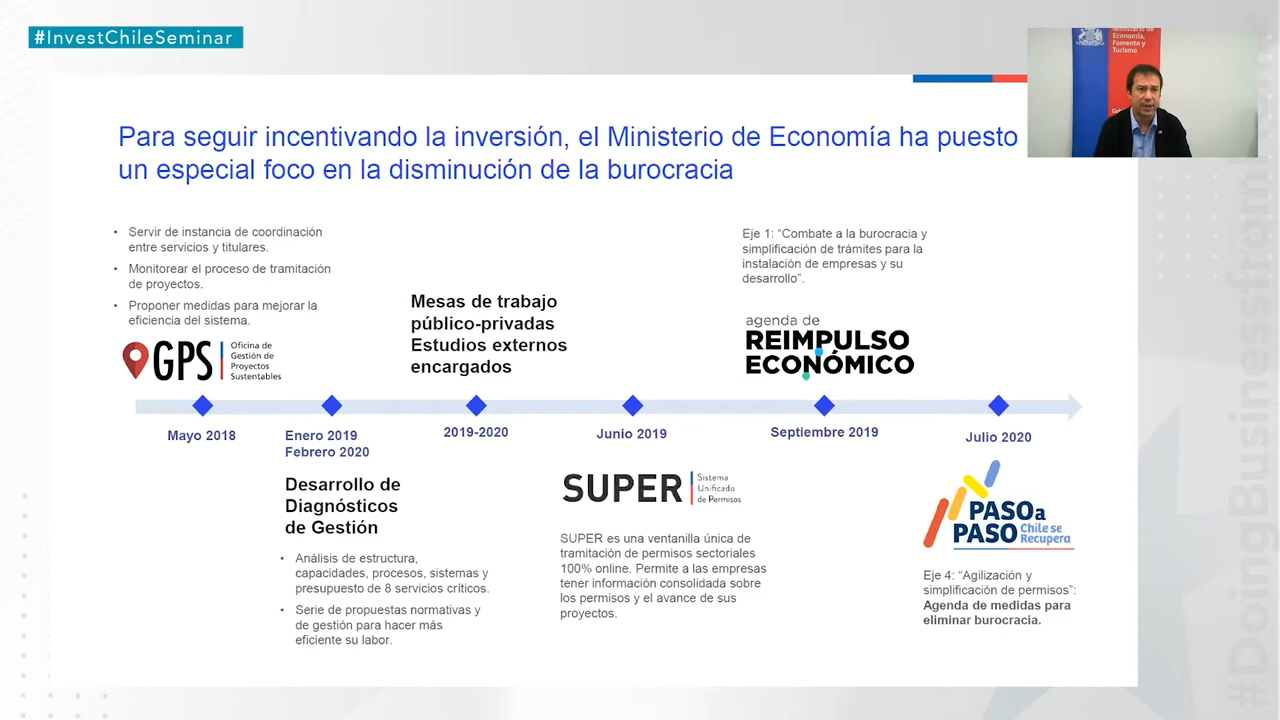 #InvestChileSeminar
Ministerio de
Economía,
Fomento y
Turismo
Para seguir incentivando la inversión, el Ministerio de Economía ha puesto
un especial foco en la disminución de la burocracia
• Servir de instancia de coordinación
entre servicios y titulares.
• Monitorear el proceso de tramitación
de proyectos.
• Proponer medidas para mejorar la
eficiencia del sistema.
GPS
Oficina de
Gestión de
Proyectos
Sustentables
Mesas de trabajo
público-privadas
Estudios externos
encargados
Eje 1: “Combate a la burocracia y
simplificación de trámites para la
instalación de empresas y su
desarrollo”.
agenda de
REIMPULSO
ECONÓMICO
Mayo 2018
Enero 2019
Febrero 2020
2019-2020
Junio 2019
Septiembre 2019
Julio 2020
Desarrollo de
Diagnósticos
de Gestión
• Análisis de estructura,
capacidades, procesos, sistemas y
presupuesto de 8 servicios críticos.
• Serie de propuestas normativas y
de gestión para hacer más
eficiente su labor.
SUPER
Sistema
Unificado
de Permisos
SUPER es una ventanilla única de
tramitación de permisos sectoriales
100% online. Permite a las empresas
tener información consolidada sobre
los permisos y el avance de sus
proyectos.
PASO a
PASO
Chile se
Recupera
Eje 4: “Agilización y
simplificación de permisos”:
Agenda de medidas para
eliminar burocracia.
#DoingBusinessfrom